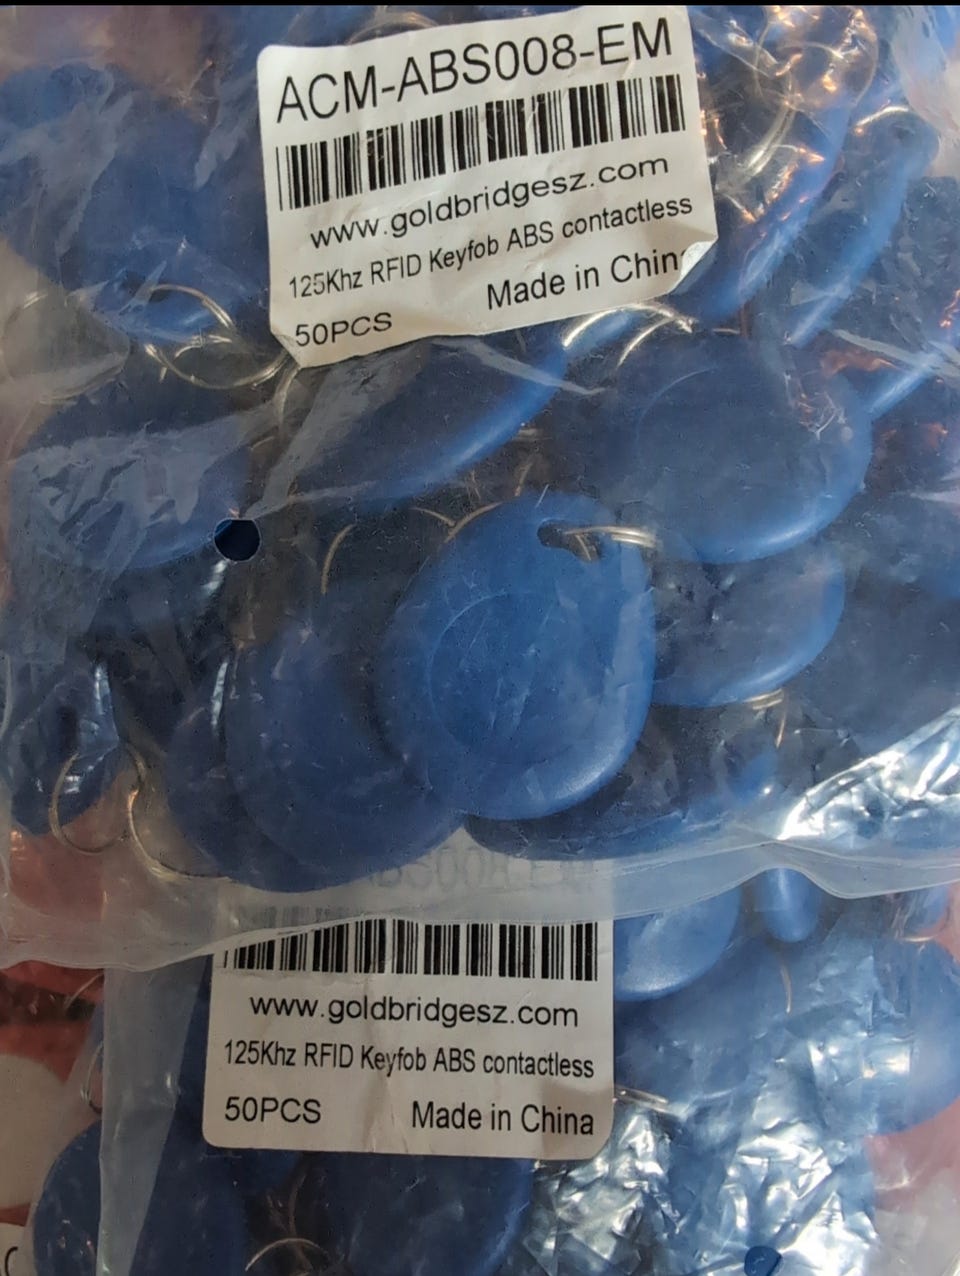 ACM-ABS008-EM
www.goldbridgesz.com
125Khz RFID Keyfob ABS contactless
50PCS Made in China
www.goldbridgesz.com
125Khz RFID Keyfob ABS contactless
50PCS Made in China